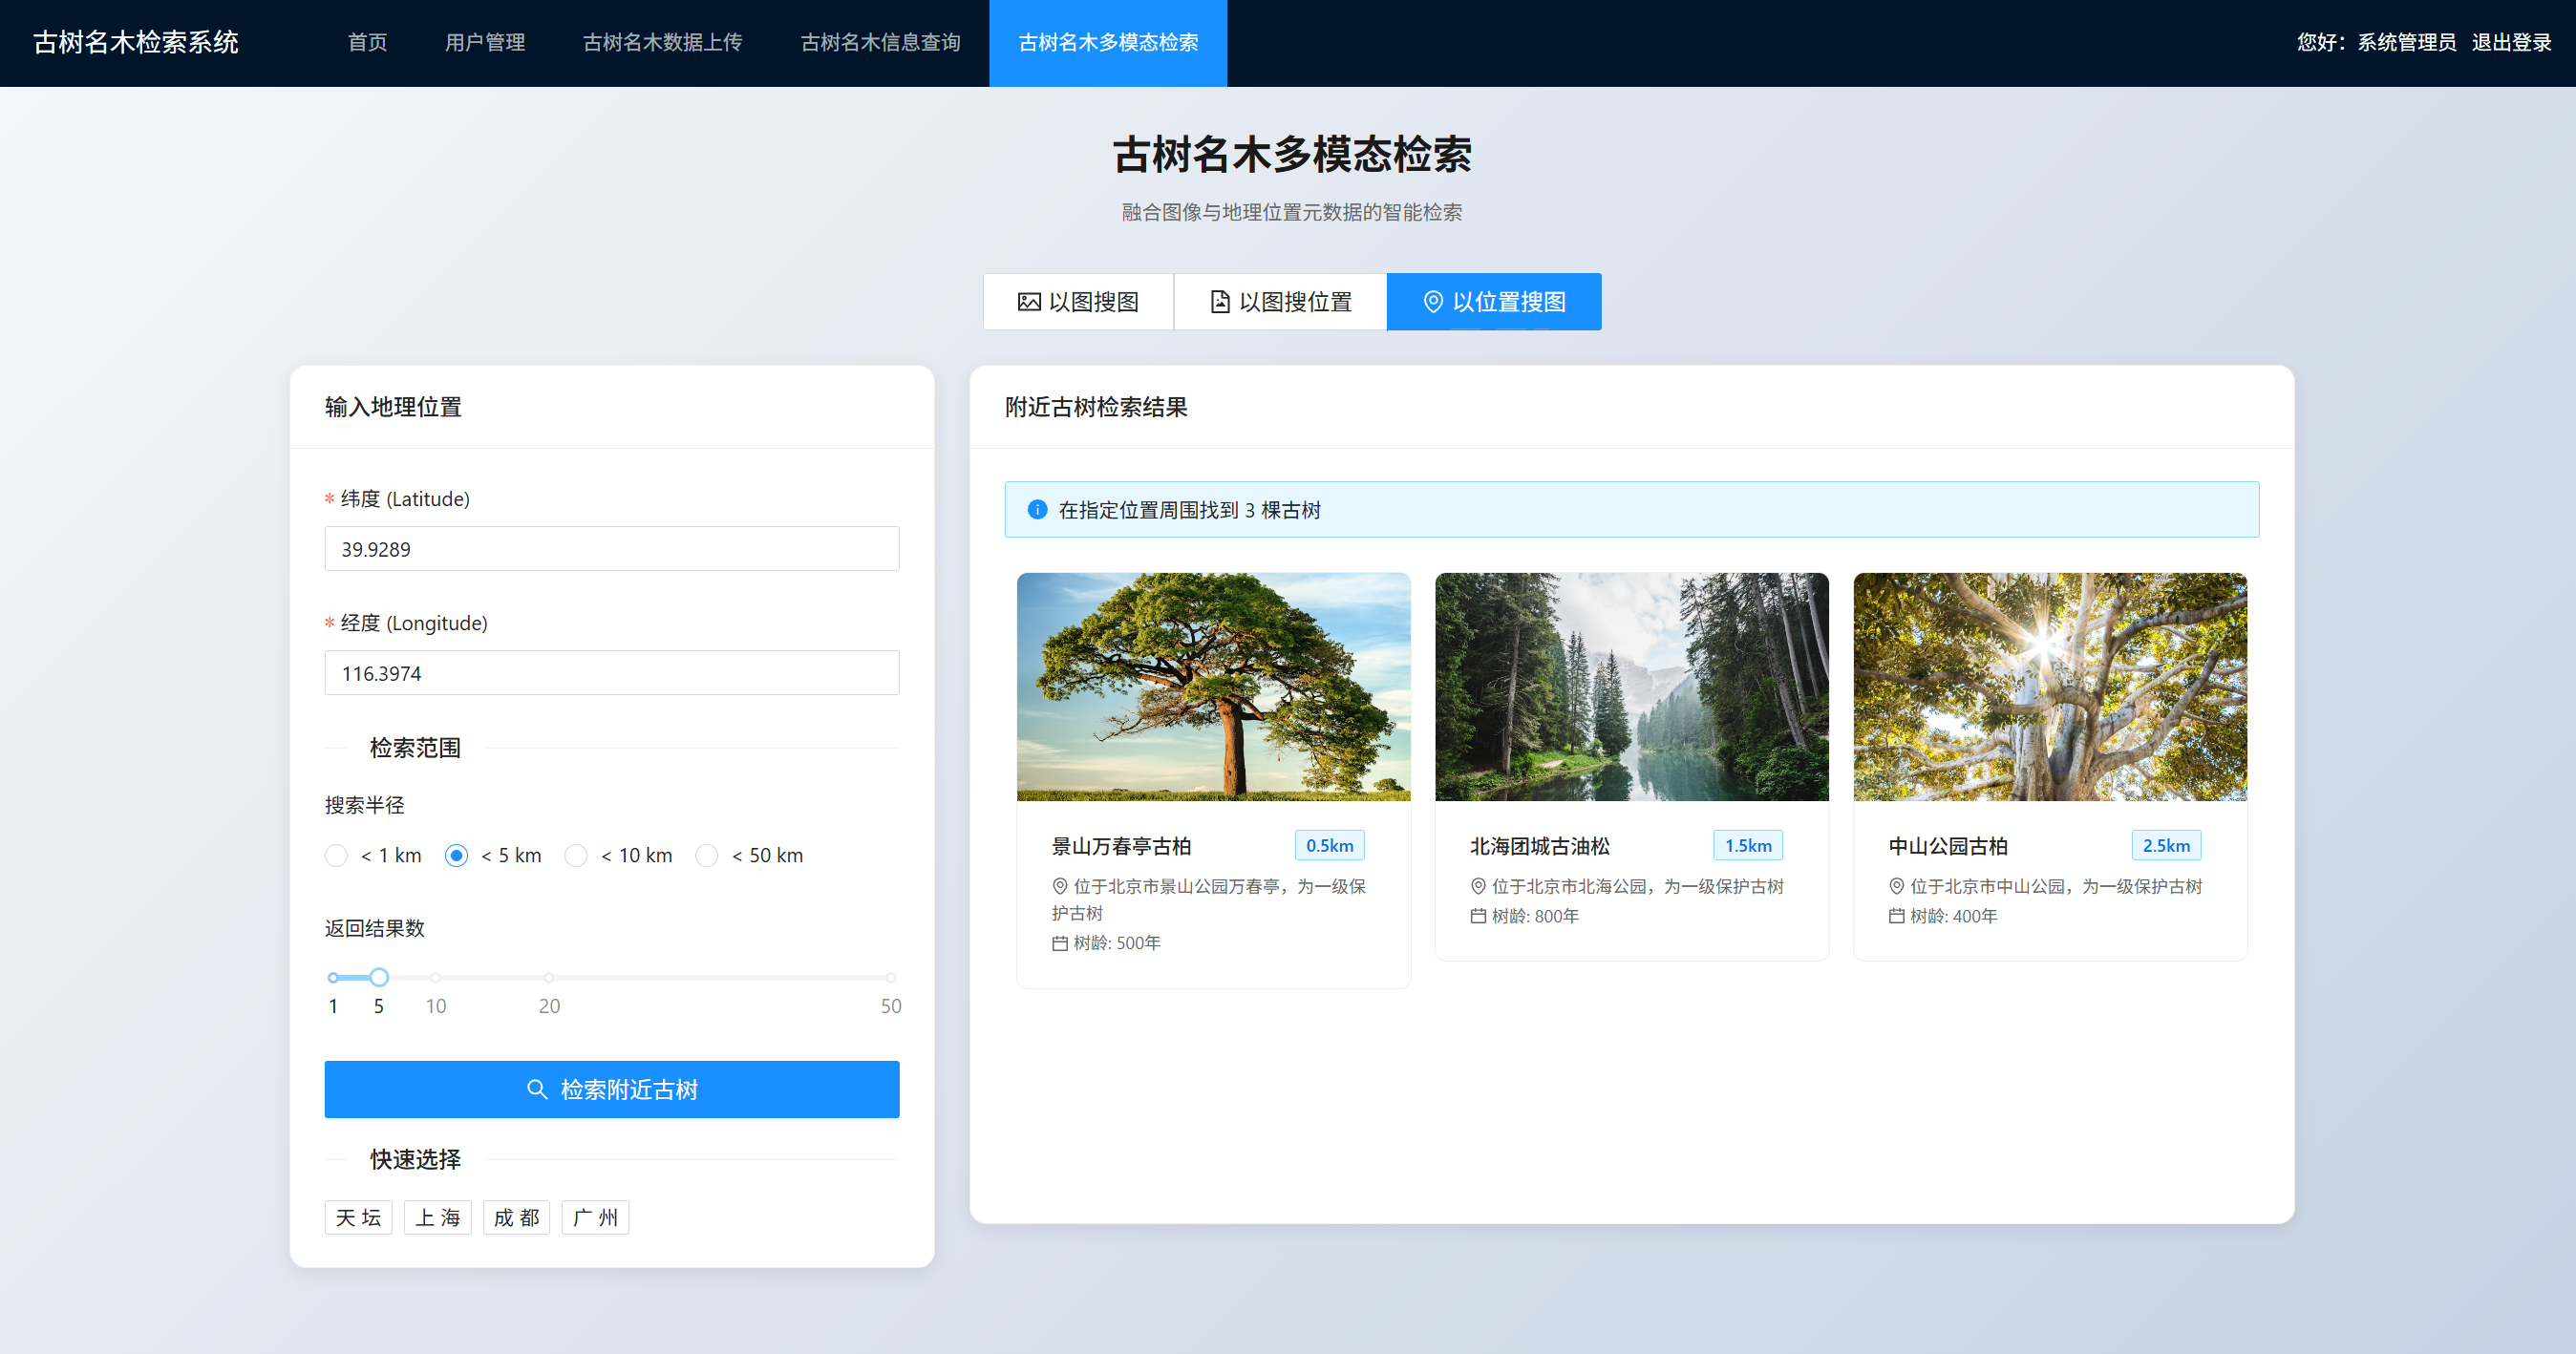 古树名木检索系统
首页
用户管理
古树名木数据上传
古树名木信息查询
古树名木多模态检索
您好：系统管理员 退出登录
古树名木多模态检索
融合图像与地理位置元数据的智能检索
以图搜图
以图搜位置
以位置搜图
输入地理位置
* 纬度 (Latitude)
39.9289
* 经度 (Longitude)
116.3974
检索范围
搜索半径
< 1 km
< 5 km
< 10 km
< 50 km
返回结果数
1
5
10
20
50
检索附近古树
快速选择
天坛
上海
成都
广州
附近古树检索结果
在指定位置周围找到 3 棵古树
景山万春亭古柏
0.5km
位于北京市景山公园万春亭，为一级保
护古树
树龄: 500年
北海团城古油松
1.5km
位于北京市北海公园，为一级保护古树
树龄: 800年
中山公园古柏
2.5km
位于北京市中山公园，为一级保护古树
树龄: 400年